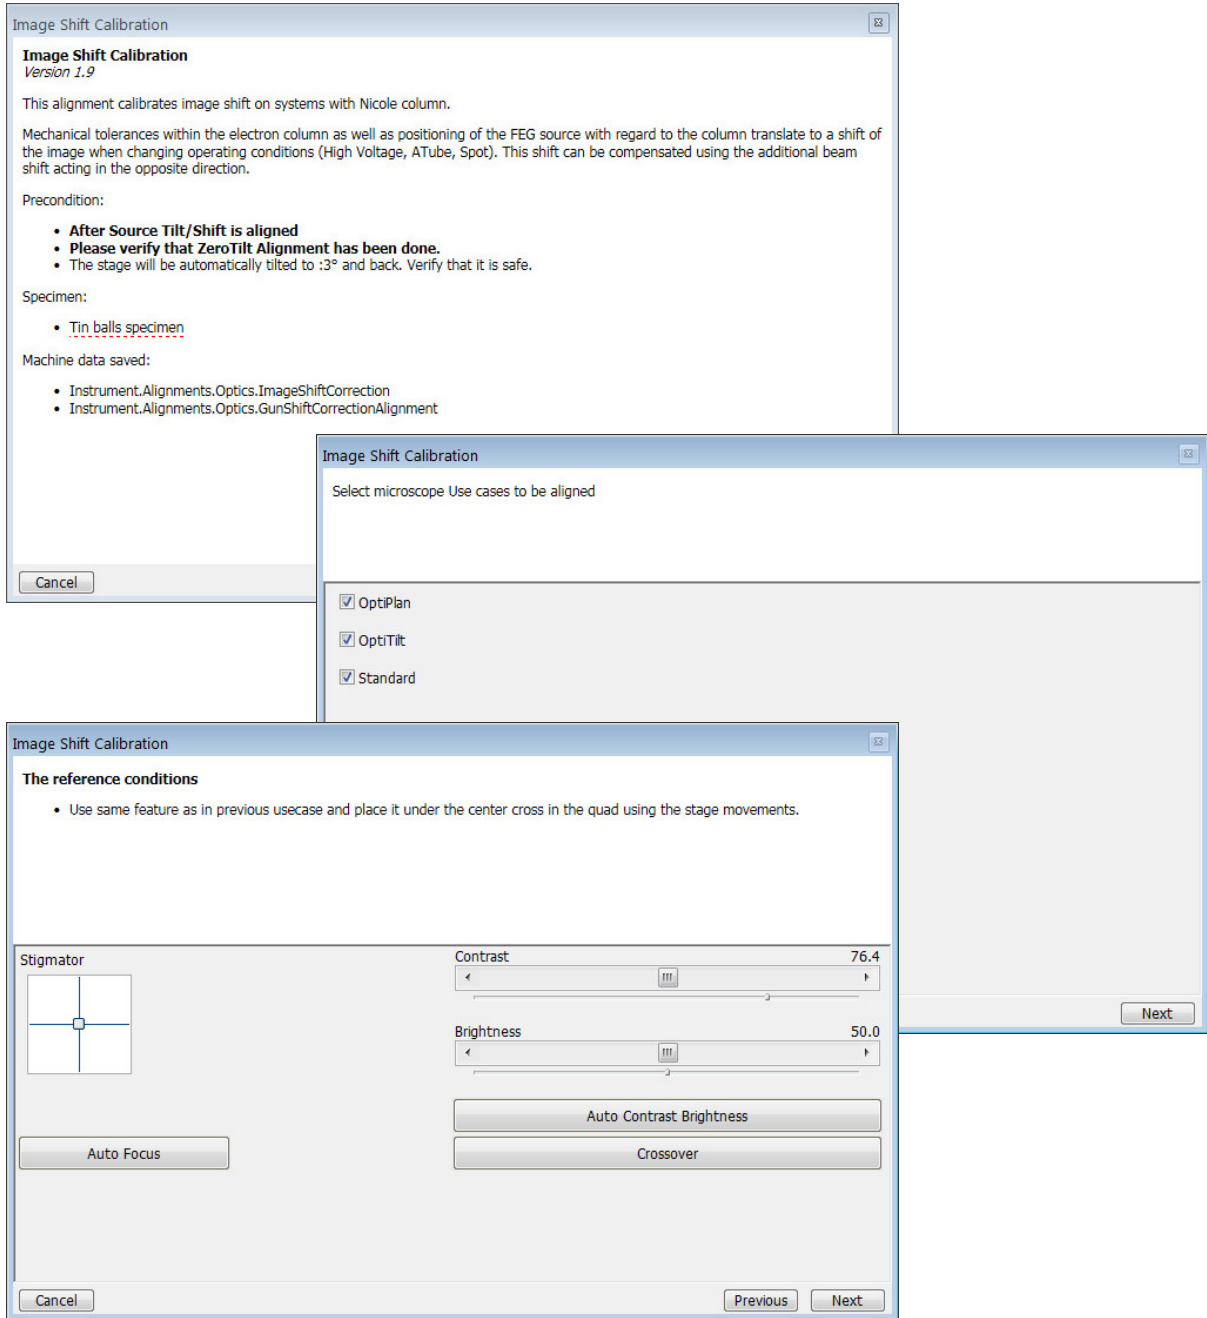 Image Shift Calibration
Image Shift Calibration
Version 1.9
This alignment calibrates image shift on systems with Nicole column.
Mechanical tolerances within the electron column as well as positioning of the FEG source with regard to the column translate to a shift of
the image when changing operating conditions (High Voltage, ATube, Spot). This shift can be compensated using the additional beam
shift acting in the opposite direction.
Precondition:
• After Source Tilt/Shift is aligned
• Please verify that ZeroTilt Alignment has been done.
• The stage will be automatically tilted to :3° and back. Verify that it is safe.
Specimen:
• Tin balls specimen
Machine data saved:
• Instrument.Alignments.Optics.ImageShiftCorrection
• Instrument.Alignments.Optics.GunShiftCorrectionAlignment
Cancel
Image Shift Calibration
Select microscope Use cases to be aligned
OptiPlan
OptiTilt
Standard
Next
Image Shift Calibration
The reference conditions
• Use same feature as in previous usecase and place it under the center cross in the quad using the stage movements.
Stigmator
Contrast 76.4
Brightness 50.0
Auto Contrast Brightness
Auto Focus
Crossover
Cancel
Previous
Next